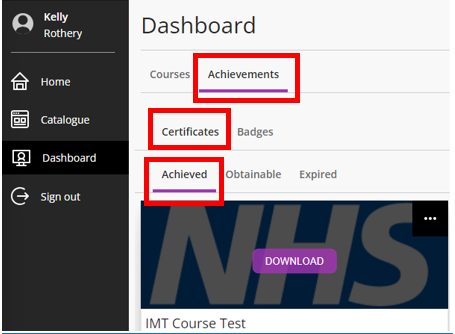 Kelly
Rothery
Home
Catalogue
Dashboard
Sign out
Dashboard
Courses Achievements
Certificates Badges
Achieved Obtainable Expired
NHS
DOWNLOAD
IMT Course Test